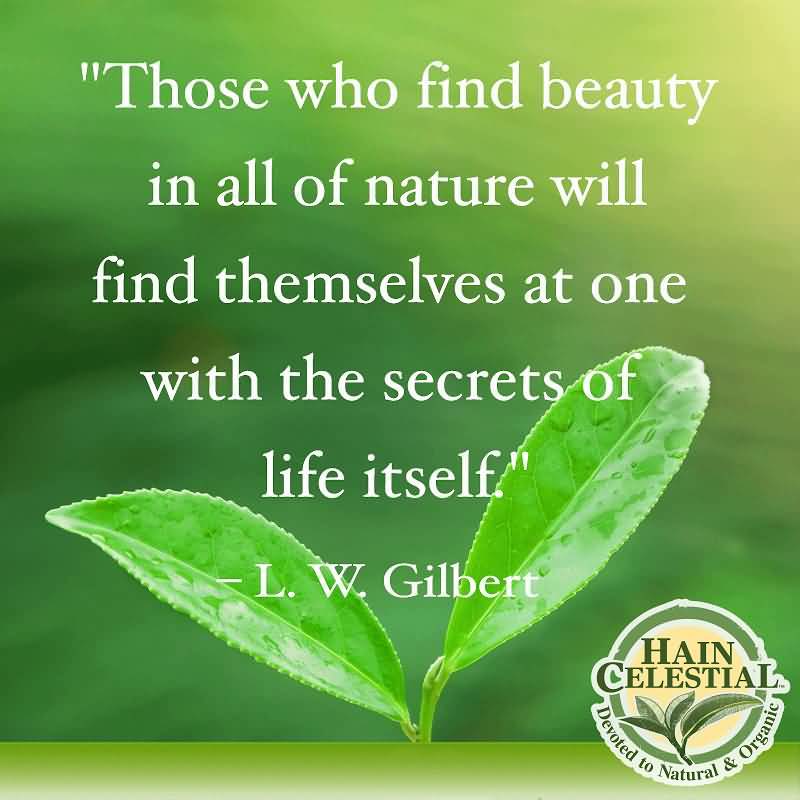 "Those who find beauty
in all of nature will
find themselves at one
with the secrets of
life itself."
– L. W. Gilbert
HAIN
CELESTIAL™
Devoted to Natural & Organic